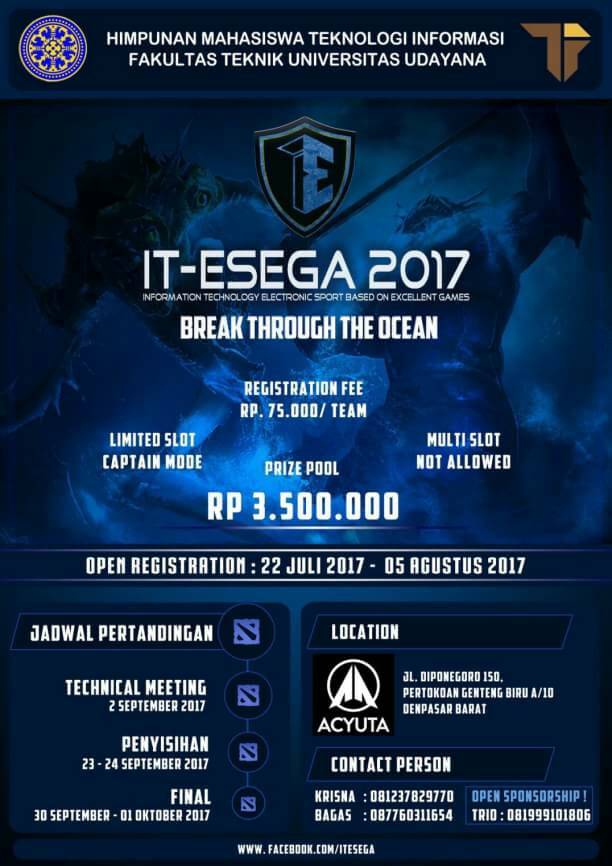 HIMPUNAN MAHASISWA TEKNOLOGI INFORMASI
FAKULTAS TEKNIK UNIVERSITAS UDAYANA
IT-ESEGA 2017
INFORMATION TECHNOLOGY ELECTRONIC SPORT BASED ON EXCELLENT GAMES
BREAK THROUGH THE OCEAN
REGISTRATION FEE
RP. 75.000/ TEAM
LIMITED SLOT
CAPTAIN MODE
MULTI SLOT
NOT ALLOWED
PRIZE POOL
RP 3.500.000
OPEN REGISTRATION : 22 JULI 2017 - 05 AGUSTUS 2017
JADWAL PERTANDINGAN
TECHNICAL MEETING
2 SEPTEMBER 2017
PENYISIHAN
23 - 24 SEPTEMBER 2017
FINAL
30 SEPTEMBER - 01 OKTOBER 2017
LOCATION
ACYUTA
JL. DIPONEGORO 150,
PERTOKOAN GENTENG BIRU A/10
DENPASAR BARAT
CONTACT PERSON
KRISNA : 081237829770
BAGAS : 087760311654
OPEN SPONSORSHIP !
TRIO : 081999101806
WWW. FACEBOOK.COM/ITESEGA